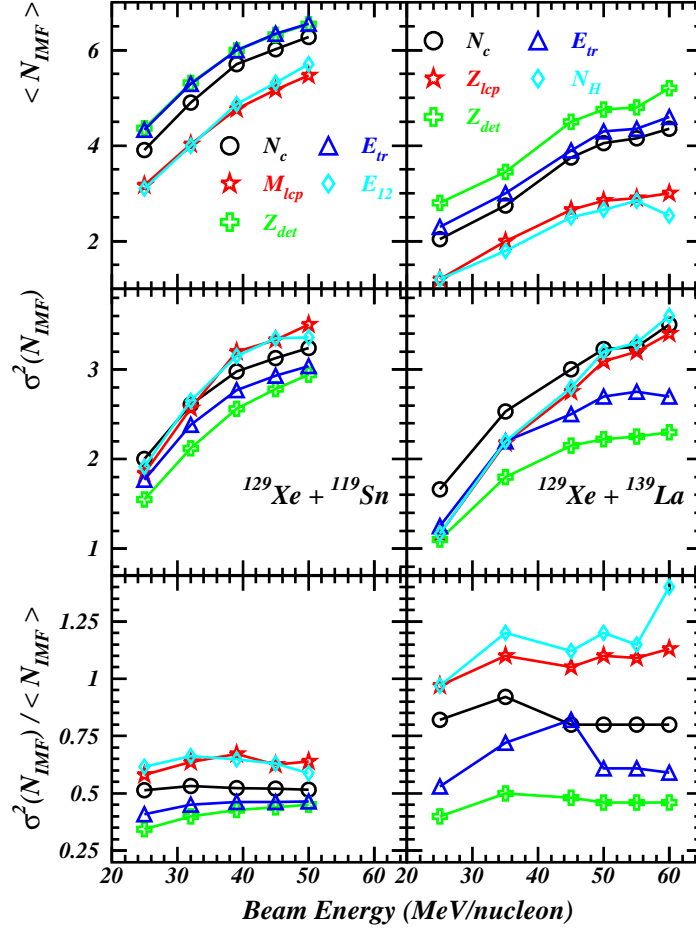 < N_IMF >
6
4
2
N_c
M_lcp
Z_det
E_tr
E_12
N_c
Z_lcp
Z_det
E_tr
N_H
σ²(N_IMF)
3
2
1
¹²⁹Xe + ¹¹⁹Sn
¹²⁹Xe + ¹³⁹La
σ²(N_IMF) / < N_IMF >
1.25
1
0.75
0.5
0.25
20 30 40 50 60 20 30 40 50 60
Beam Energy (MeV/nucleon)